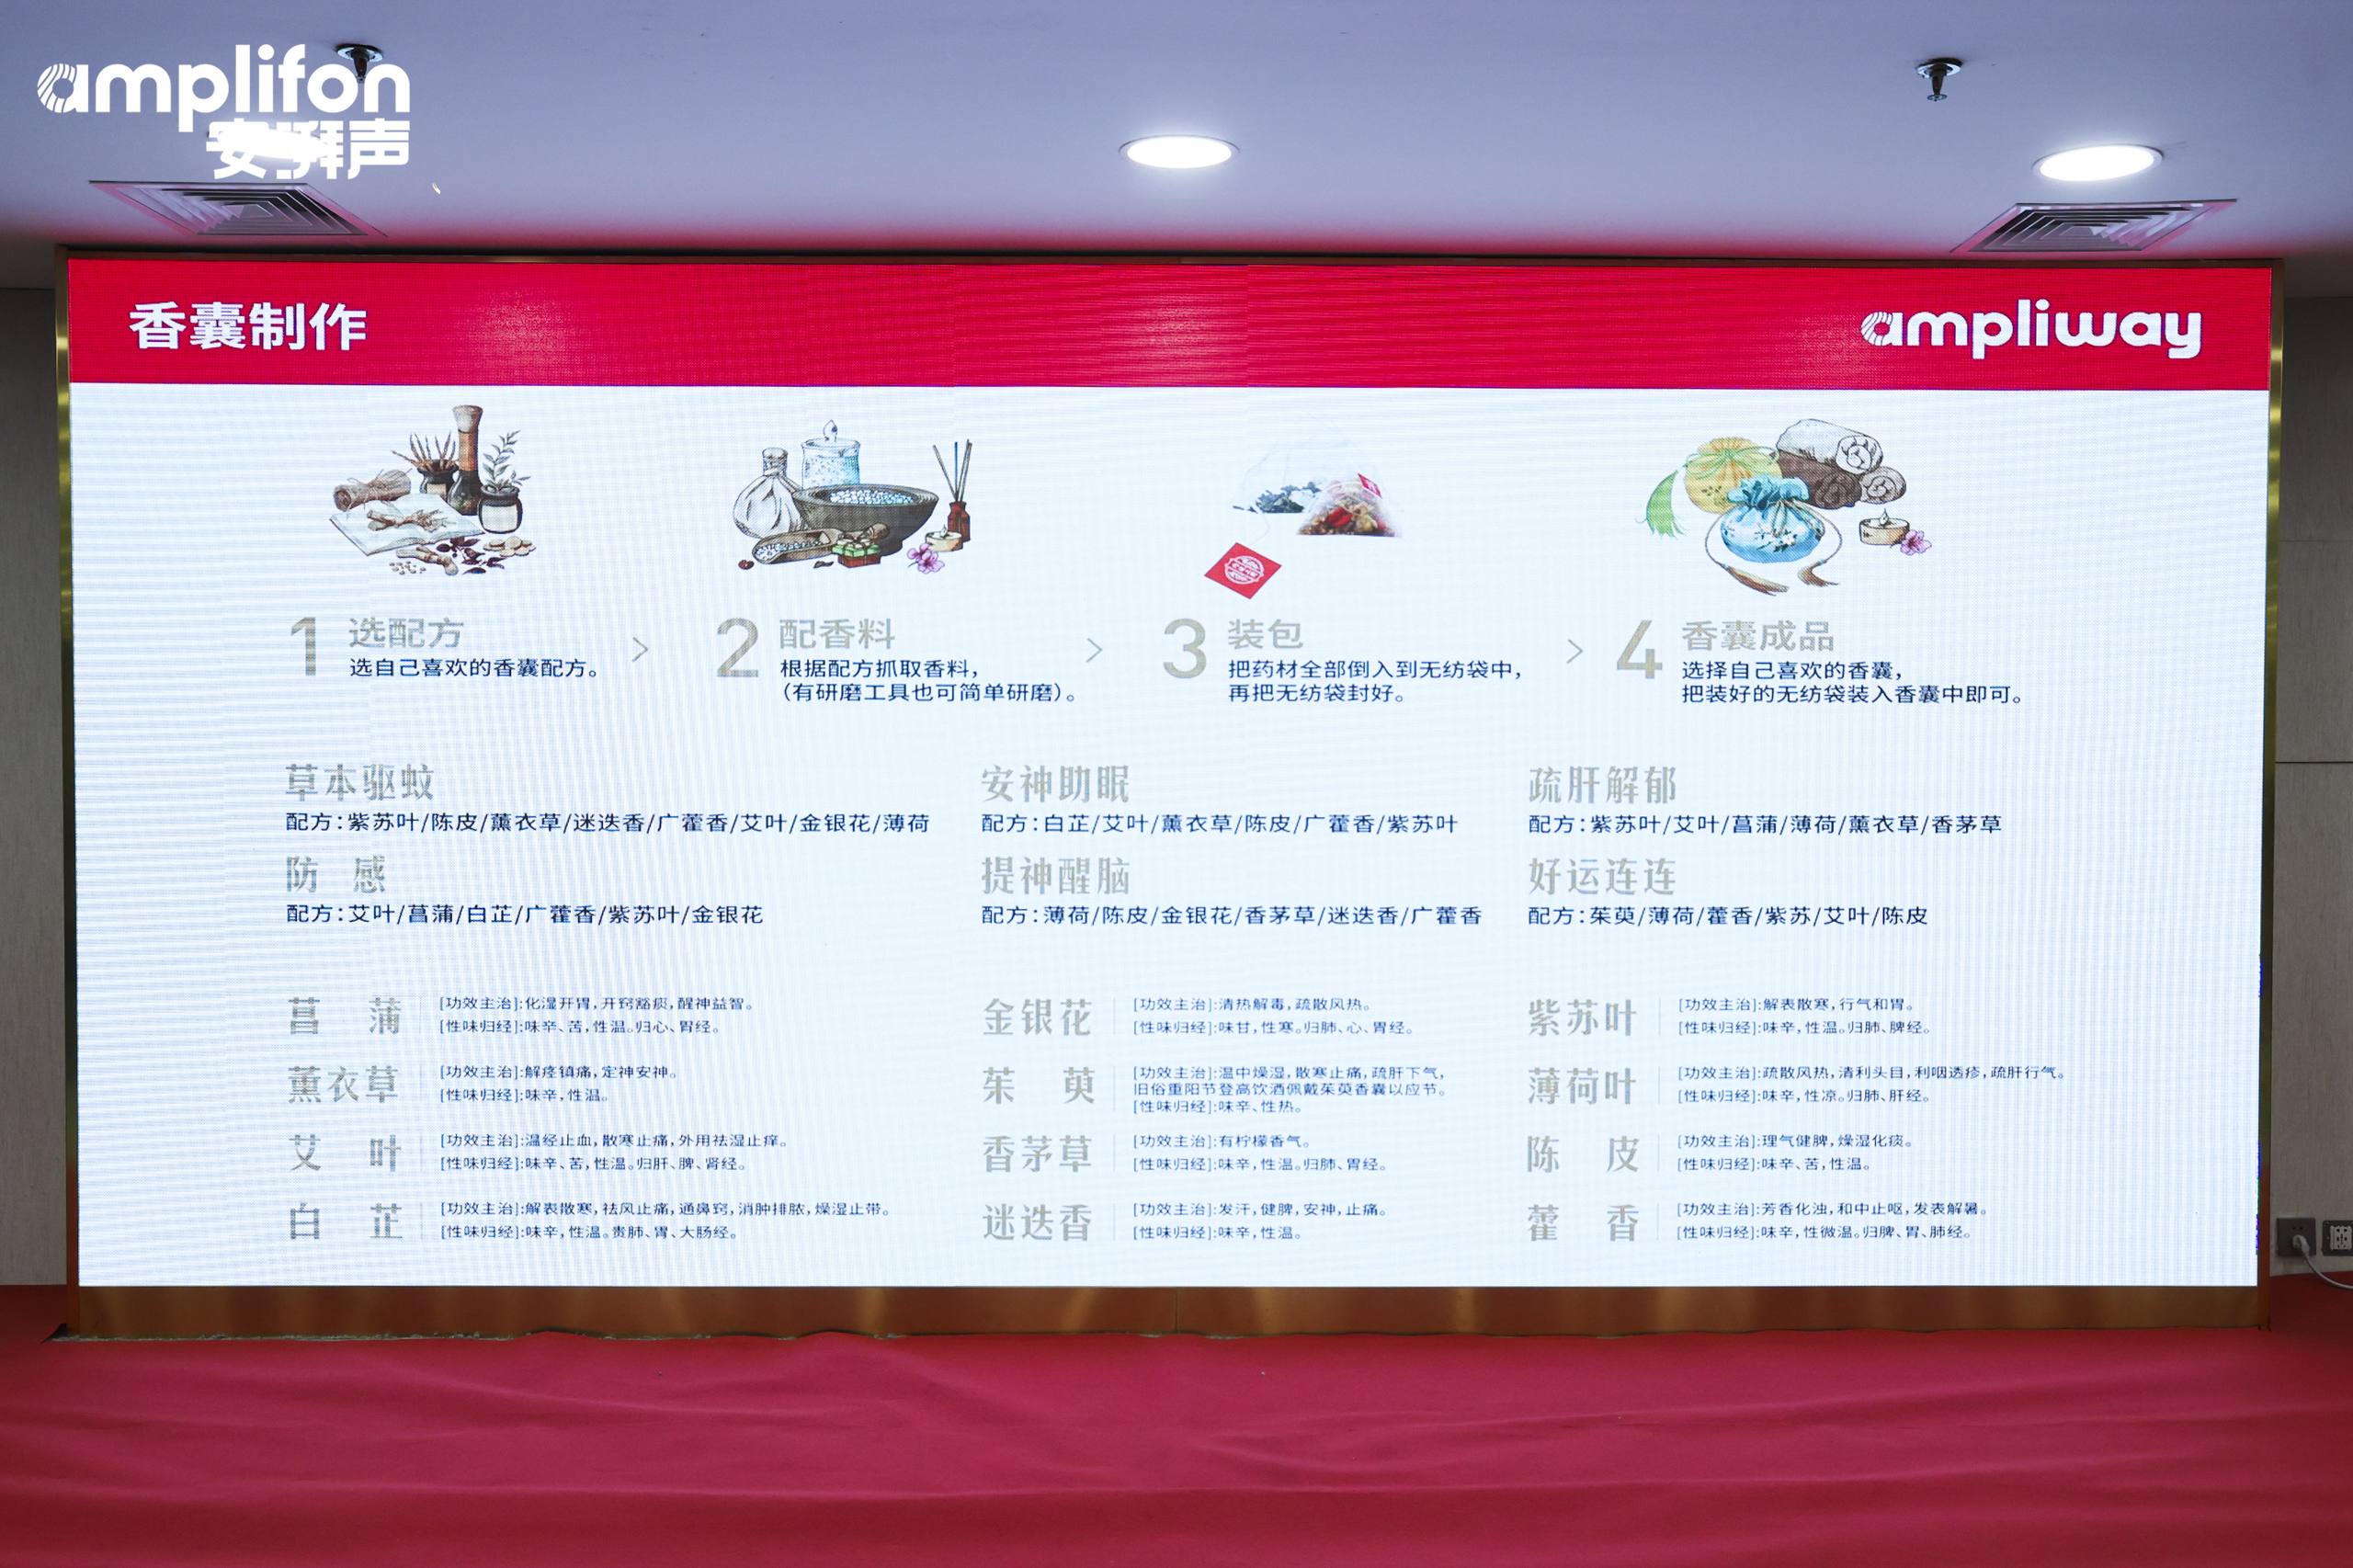 amplifon
安湃声
香囊制作
ampliway
1 选配方
选自己喜欢的香囊配方。
>
2 配香料
根据配方抓取香料，
（有研磨工具也可简单研磨）。
>
3 装包
把药材全部倒入到无纺袋中，
再把无纺袋封好。
>
4 香囊成品
选择自己喜欢的香囊，
把装好的无纺袋装入香囊中即可。
草本驱蚊
配方：紫苏叶/陈皮/薰衣草/迷迭香/广藿香/艾叶/金银花/薄荷
安神助眠
配方：白芷/艾叶/薰衣草/陈皮/广藿香/紫苏叶
疏肝解郁
配方：紫苏叶/艾叶/菖蒲/薄荷/薰衣草/香茅草
防 感
配方：艾叶/菖蒲/白芷/广藿香/紫苏叶/金银花
提神醒脑
配方：薄荷/陈皮/金银花/香茅草/迷迭香/广藿香
好运连连
配方：茱萸/薄荷/藿香/紫苏/艾叶/陈皮
菖 蒲
[功效主治]：化湿开胃，开窍豁痰，醒神益智。
[性味归经]：味辛、苦，性温。归心、胃经。
金银花
[功效主治]：清热解毒，疏散风热。
[性味归经]：味甘，性寒。归肺、心、胃经。
紫苏叶
[功效主治]：解表散寒，行气和胃。
[性味归经]：味辛，性温。归肺、脾经。
薰衣草
[功效主治]：解痉镇痛，定神安神。
[性味归经]：味辛，性温。
茱 萸
[功效主治]：温中燥湿，散寒止痛，疏肝下气，
旧俗重阳节登高饮酒佩戴茱萸香囊以应节。
[性味归经]：味辛、性热。
薄荷叶
[功效主治]：疏散风热，清利头目，利咽透疹，疏肝行气。
[性味归经]：味辛，性凉。归肺、肝经。
艾 叶
[功效主治]：温经止血，散寒止痛，外用祛湿止痒。
[性味归经]：味辛、苦，性温。归肝、脾、肾经。
香茅草
[功效主治]：有柠檬香气。
[性味归经]：味辛，性温。归肺、胃经。
陈 皮
[功效主治]：理气健脾，燥湿化痰。
[性味归经]：味辛、苦，性温。
白 芷
[功效主治]：解表散寒，祛风止痛，通鼻窍，消肿排脓，燥湿止带。
[性味归经]：味辛，性温。贵肺、胃、大肠经。
迷迭香
[功效主治]：发汗，健脾，安神，止痛。
[性味归经]：味辛，性温。
藿 香
[功效主治]：芳香化浊，和中止呕，发表解暑。
[性味归经]：味辛，性微温。归脾、胃、肺经。